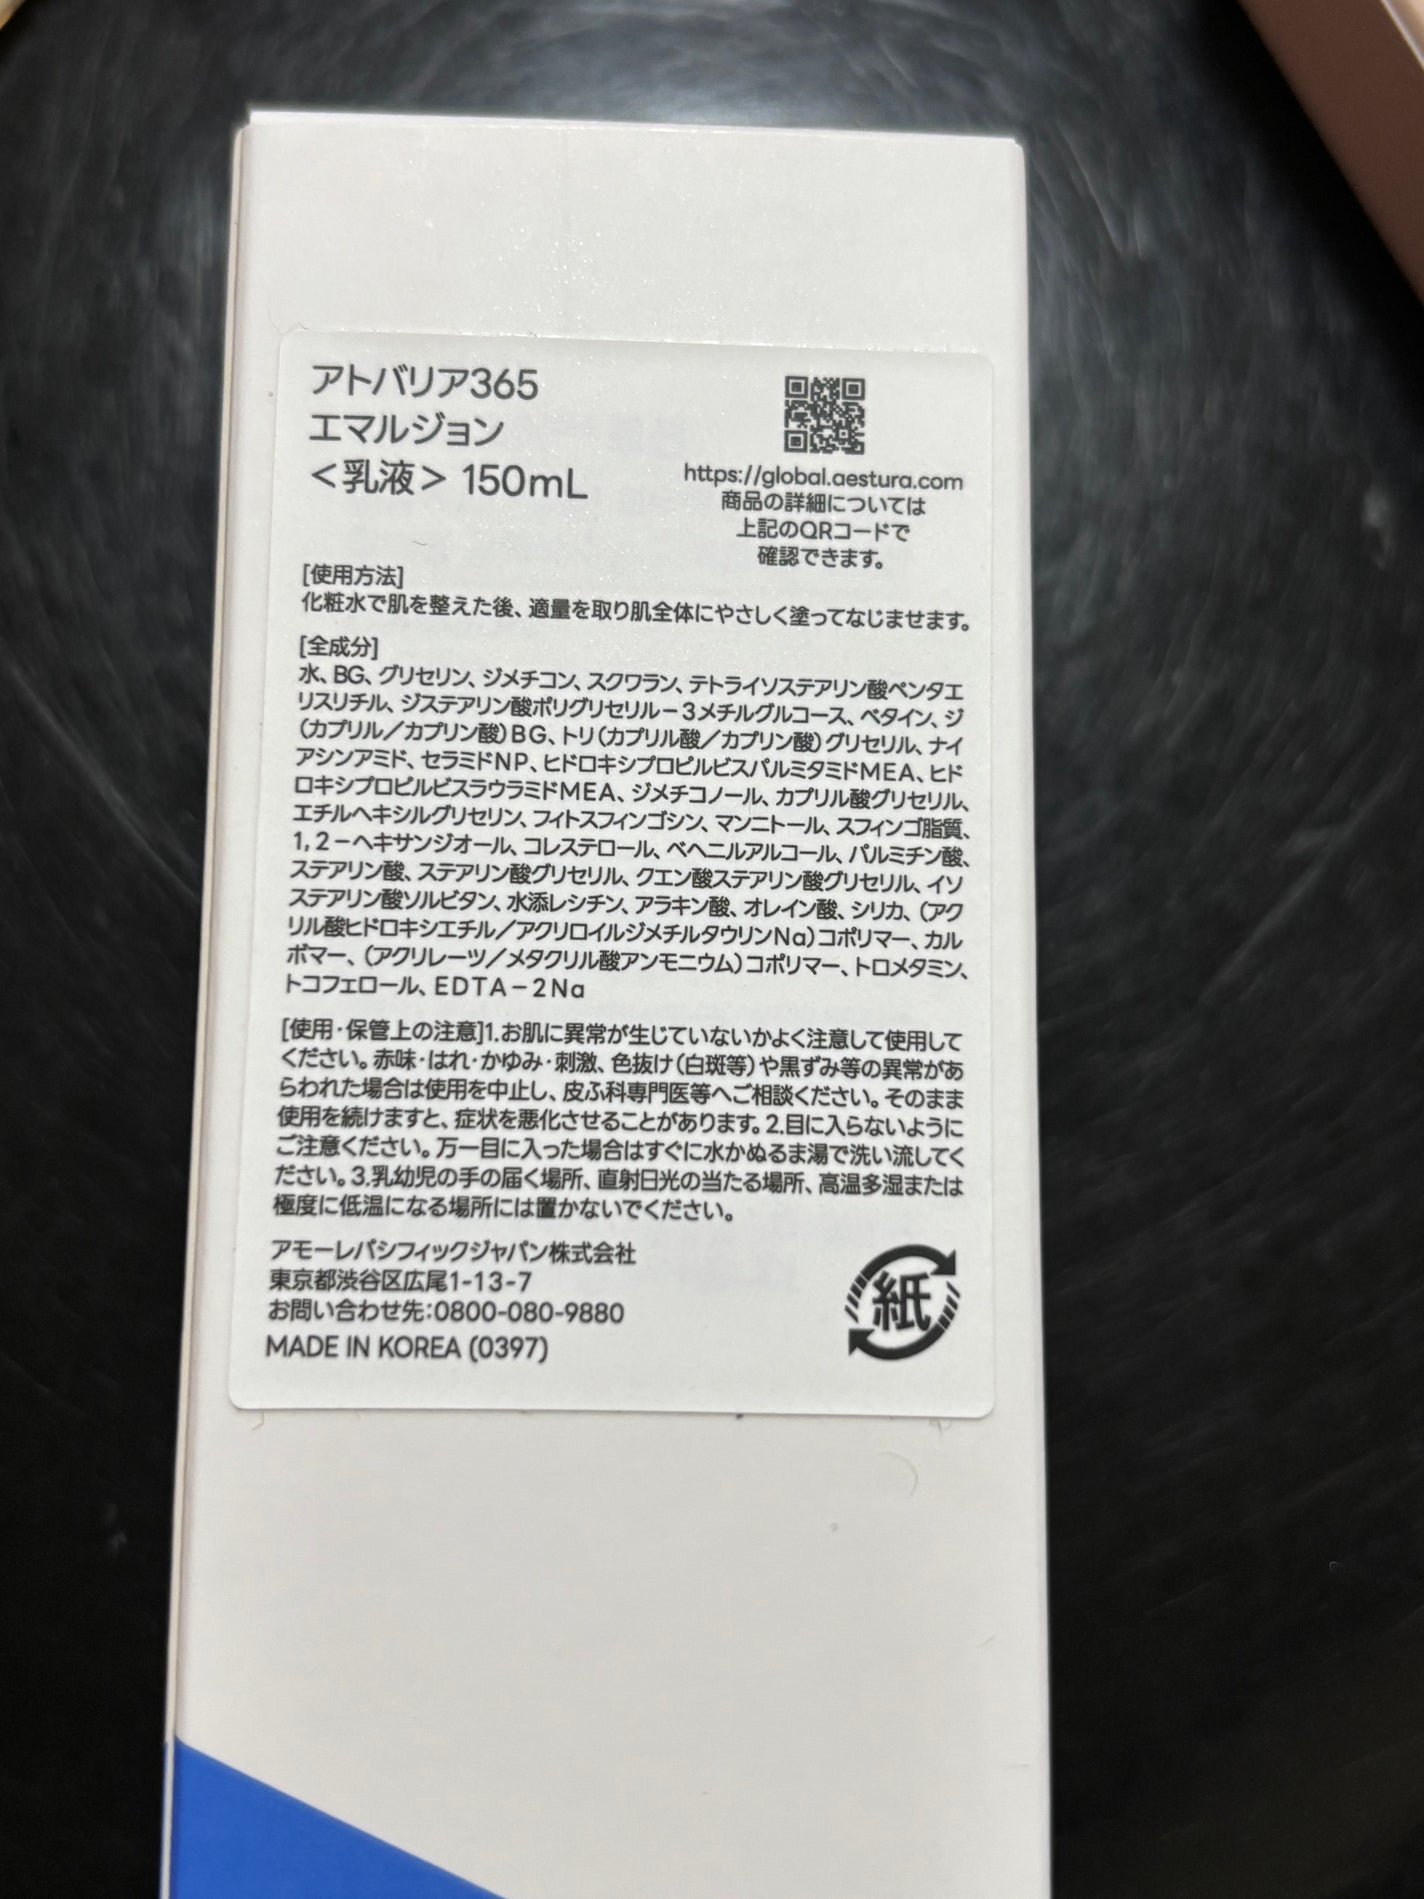 アトバリア365
エマルジョン
<乳液> 150mL
https://global.aestura.com
商品の詳細については
上記のQRコードで
確認できます。
[使用方法]
化粧水で肌を整えた後、適量を取り肌全体にやさしく塗ってなじませます。
[全成分]
水、BG、グリセリン、ジメチコン、スクワラン、テトライソステアリン酸ペンタエ
リスリチル、ジステアリン酸ポリグリセリル－3メチルグルコース、ベタイン、ジ
（カプリル／カプリン酸）BG、トリ（カプリル酸／カプリン酸）グリセリル、ナイ
アシンアミド、セラミドNP、ヒドロキシプロピルビスパルミタミドMEA、ヒド
ロキシプロピルビスラウラミドMEA、ジメチコノール、カプリル酸グリセリル、
エチルヘキシルグリセリン、フィトスフィンゴシン、マンニトール、スフィンゴ脂質、
1,2－ヘキサンジオール、コレステロール、ベヘニルアルコール、パルミチン酸、
ステアリン酸、ステアリン酸グリセリル、クエン酸ステアリン酸グリセリル、イソ
ステアリン酸ソルビタン、水添レシチン、アラキン酸、オレイン酸、シリカ、（アク
リル酸ヒドロキシエチル／アクリロイルジメチルタウリンNa）コポリマー、カル
ボマー、（アクリレーツ／メタクリル酸アンモニウム）コポリマー、トロメタミン、
トコフェロール、EDTA－2Na
[使用・保管上の注意]1.お肌に異常が生じていないかよく注意して使用して
ください。赤味・はれ・かゆみ・刺激、色抜け（白斑等）や黒ずみ等の異常があ
らわれた場合は使用を中止し、皮ふ科専門医等へご相談ください。そのまま
使用を続けますと、症状を悪化させることがあります。2.目に入らないように
ご注意ください。万一目に入った場合はすぐに水かぬるま湯で洗い流してく
ださい。3.乳幼児の手の届く場所、直射日光の当たる場所、高温多湿または
極度に低温になる場所には置かないでください。
アモーレパシフィックジャパン株式会社
東京都渋谷区広尾1-13-7
お問い合わせ先：0800-080-9880
MADE IN KOREA (0397)
紙